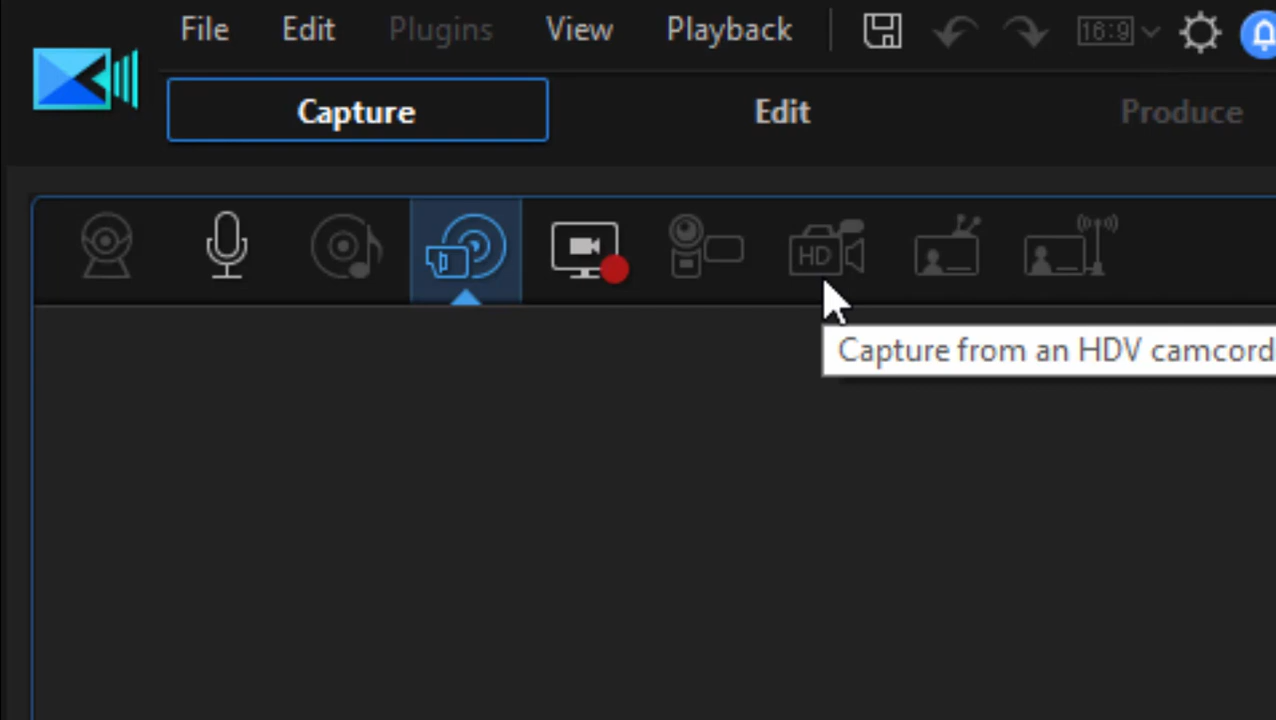 File Edit Plugins View Playback 16:9
Capture Edit Produce
HD
Capture from an HDV camcord